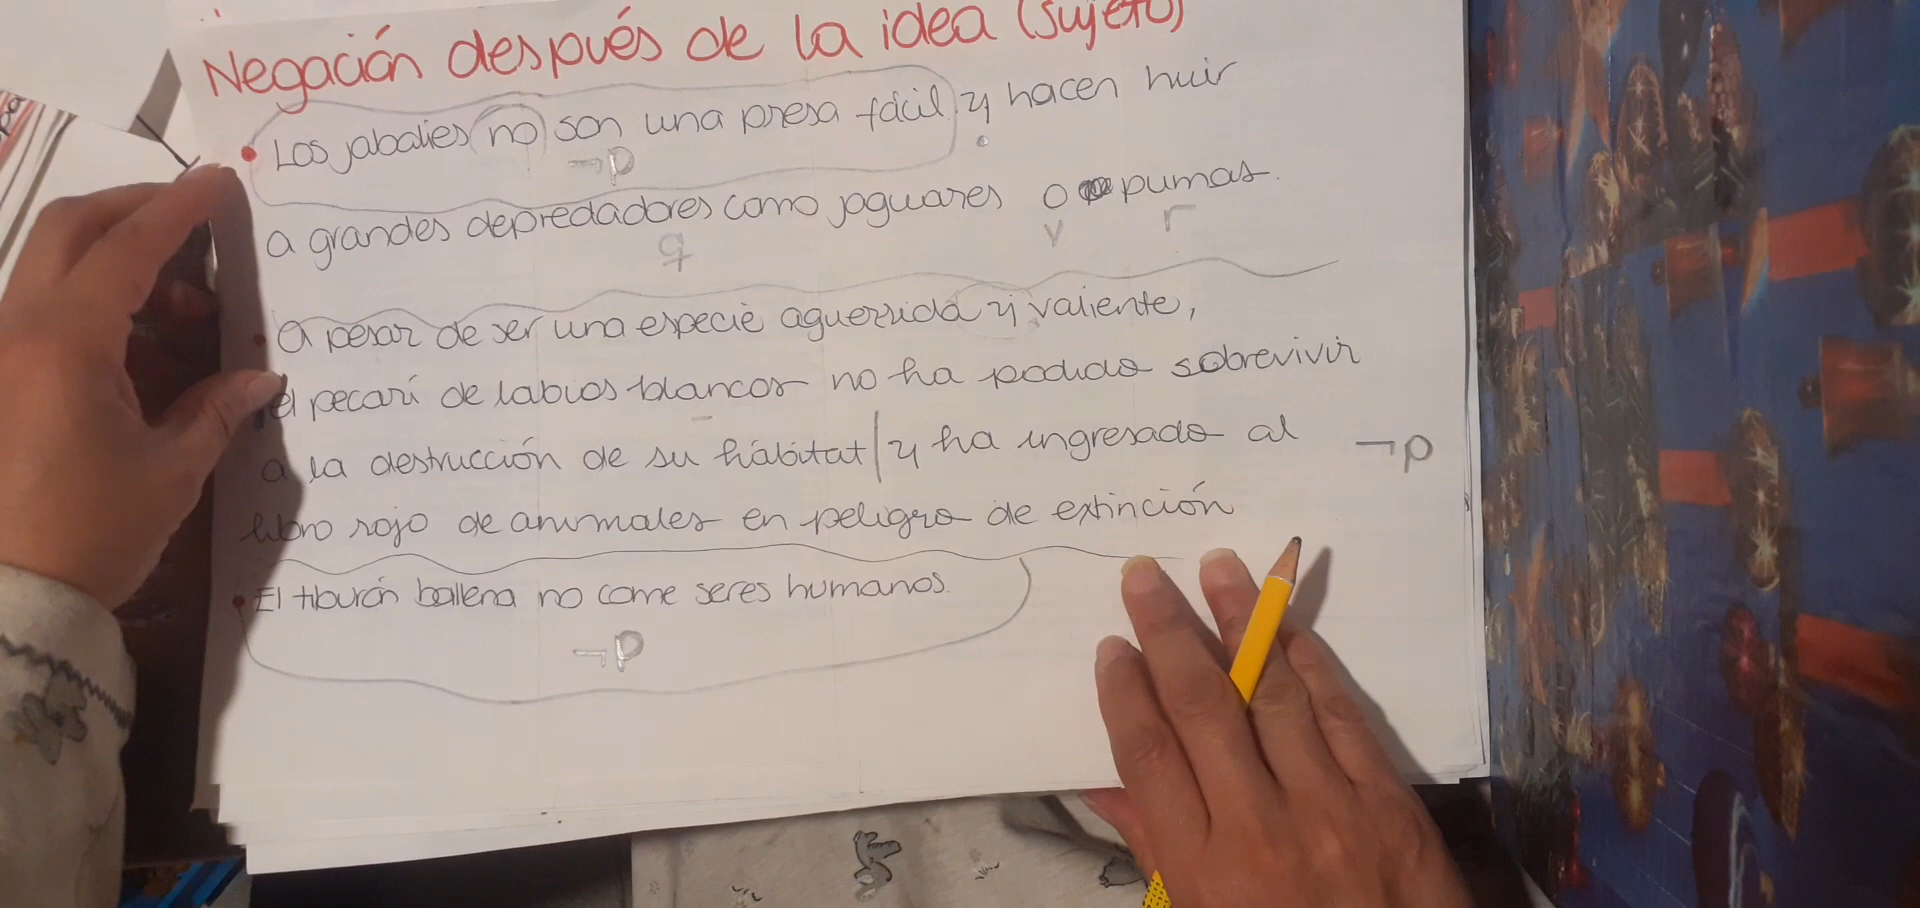 Negación después de la idea (sujeto)
• Los jabalies no son una presa fácil y hacen huir
¬p
a grandes depredadores como jaguares o pumas.
q v r
• A pesar de ser una especie aguerrida y valiente,
el pecarí de labios blancos no ha podido sobrevivir
a la destrucción de su hábitat | y ha ingresado al
¬p
libro rojo de animales en peligro de extinción
• El tiburón ballena no come seres humanos.
¬p